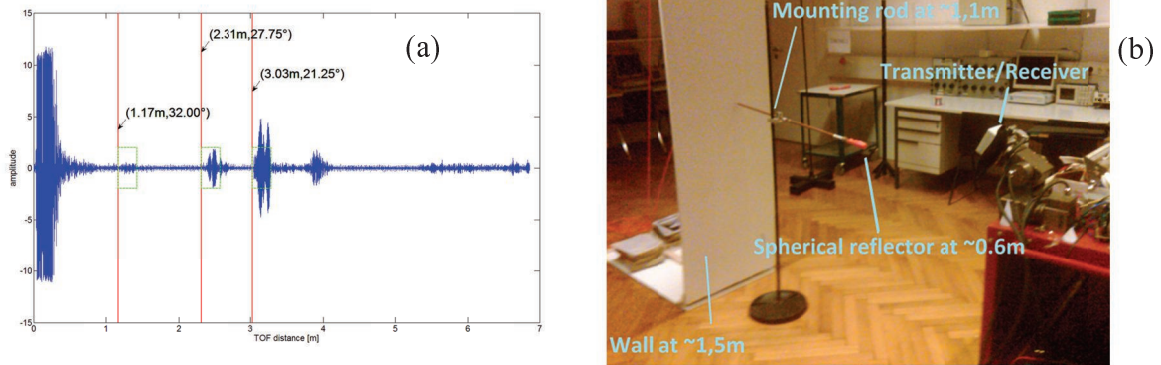 15
10
5
0
-5
-10
-15
amplitude
(1.17m,32.00°)
(2.31m,27.75°)
(3.03m,21.25°)
(a)
0 1 2 3 4 5 6 7
TOF distance [m]
Mounting rod at ~1,1m
(b)
Transmitter/Receiver
Spherical reflector at ~0.6m
Wall at ~1,5m